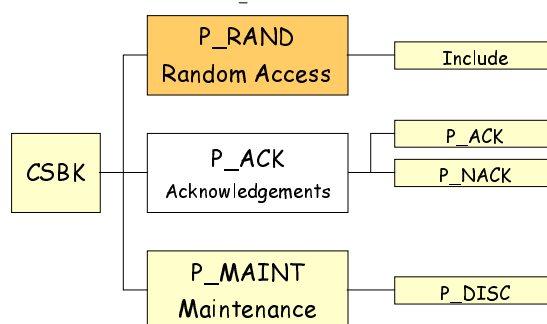 P_RAND
Random Access
Include
CSBK
P_ACK
Acknowledgements
P_ACK
P_NACK
P_MAINT
Maintenance
P_DISC